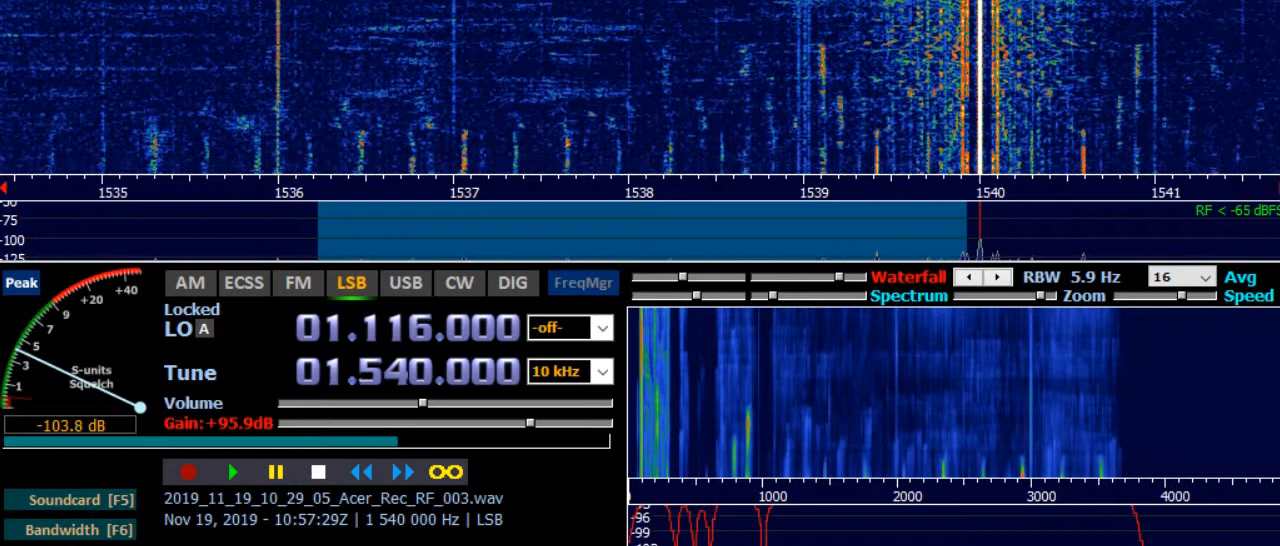 1535 1536 1537 1538 1539 1540 1541
-50
-75
-100
-125
RF < -65 dBFS
Peak
AM ECSS FM LSB USB CW DIG FreqMgr
Waterfall RBW 5.9 Hz 16 Avg
Spectrum Zoom Speed
1 3 5 7 9 +20 +40
S-units
Squelch
-103.8 dB
Locked
LO A 01.116.000 -off-
Tune 01.540.000 10 kHz
Volume
Gain:+95.9dB
2019_11_19_10_29_05_Acer_Rec_RF_003.wav
Nov 19, 2019 - 10:57:29Z | 1 540 000 Hz | LSB
Soundcard [F5]
Bandwidth [F6]
1000 2000 3000 4000
-95
-99